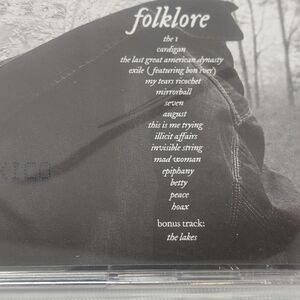 folklore
the 1
cardigan
the last great american dynasty
exile (featuring bon iver)
my tears ricochet
mirrorball
seven
august
this is me trying
illicit affairs
invisible string
mad woman
epiphany
betty
peace
hoax
bonus track:
the lakes